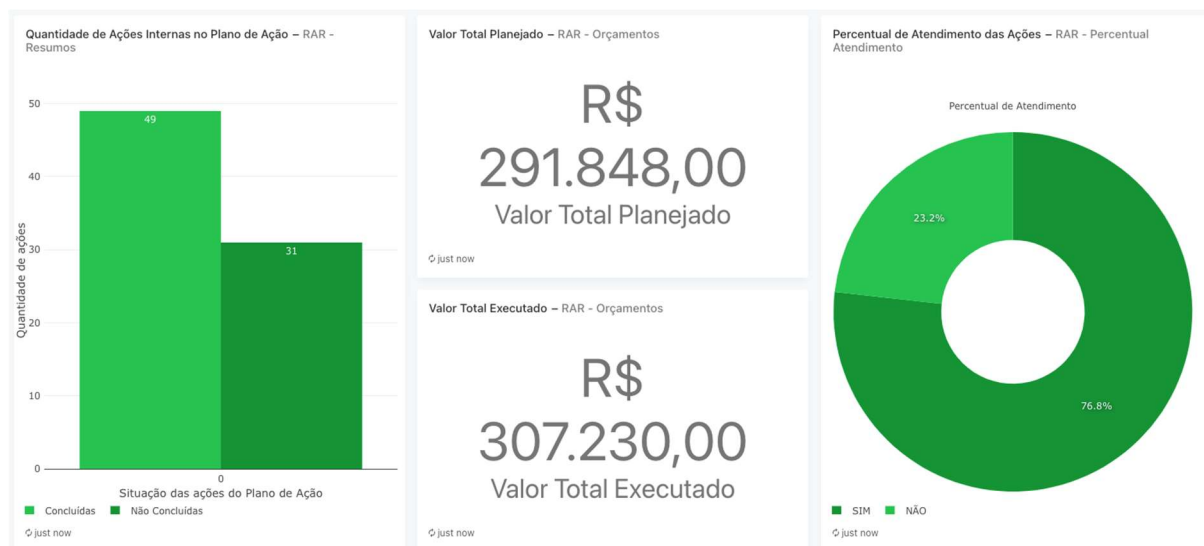 Quantidade de Ações Internas no Plano de Ação – RAR -
Resumos
50
40
30
20
10
0
Quantidade de ações
49
31
0
Situação das ações do Plano de Ação
Concluídas
Não Concluídas
just now
Valor Total Planejado – RAR - Orçamentos
R$
291.848,00
Valor Total Planejado
just now
Valor Total Executado – RAR - Orçamentos
R$
307.230,00
Valor Total Executado
just now
Percentual de Atendimento das Ações – RAR - Percentual
Atendimento
Percentual de Atendimento
23.2%
76.8%
SIM
NÃO
just now